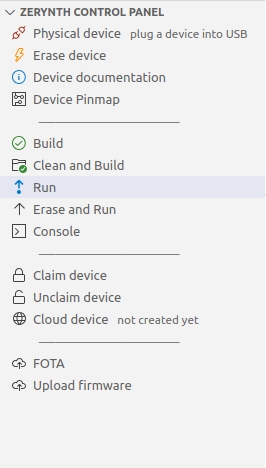 ZERYNTH CONTROL PANEL
Physical device plug a device into USB
Erase device
Device documentation
Device Pinmap
Build
Clean and Build
Run
Erase and Run
Console
Claim device
Unclaim device
Cloud device not created yet
FOTA
Upload firmware